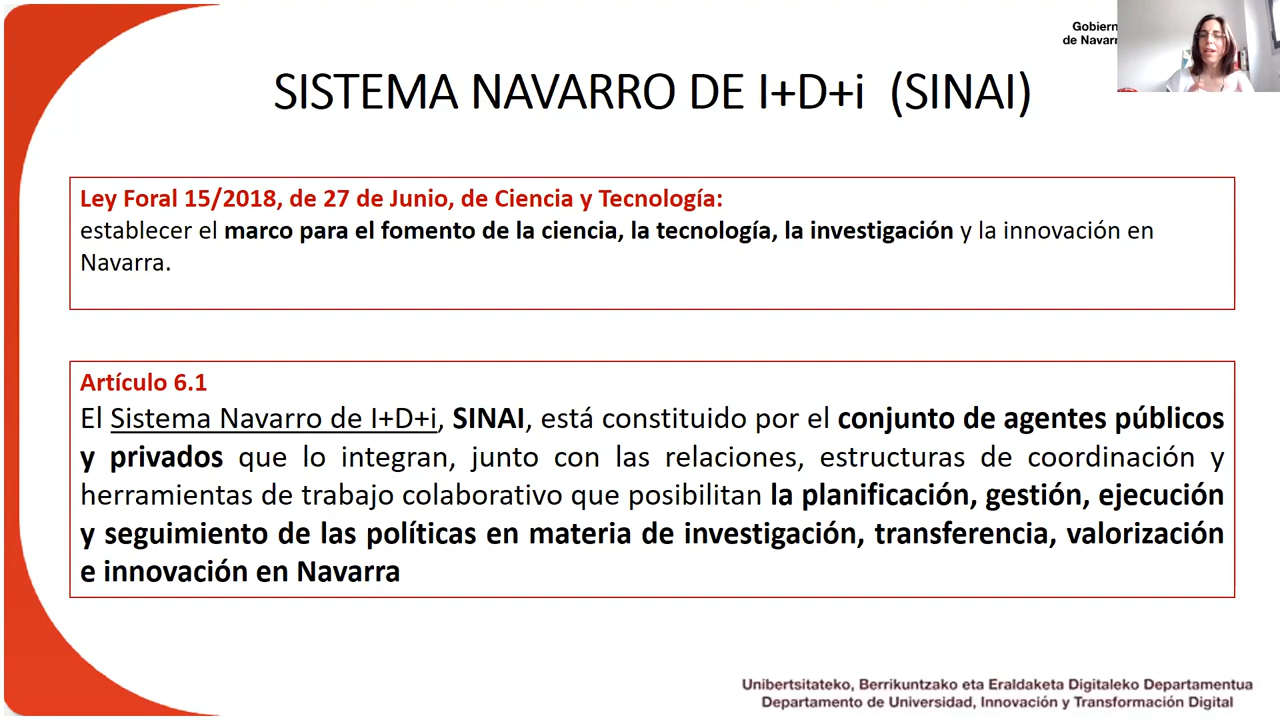 Gobiern
de Navarr
SISTEMA NAVARRO DE I+D+i (SINAI)
Ley Foral 15/2018, de 27 de Junio, de Ciencia y Tecnología:
establecer el marco para el fomento de la ciencia, la tecnología, la investigación y la innovación en
Navarra.
Artículo 6.1
El Sistema Navarro de I+D+i, SINAI, está constituido por el conjunto de agentes públicos
y privados que lo integran, junto con las relaciones, estructuras de coordinación y
herramientas de trabajo colaborativo que posibilitan la planificación, gestión, ejecución
y seguimiento de las políticas en materia de investigación, transferencia, valorización
e innovación en Navarra
Unibertsitateko, Berrikuntzako eta Eraldaketa Digitaleko Departamentua
Departamento de Universidad, Innovación y Transformación Digital